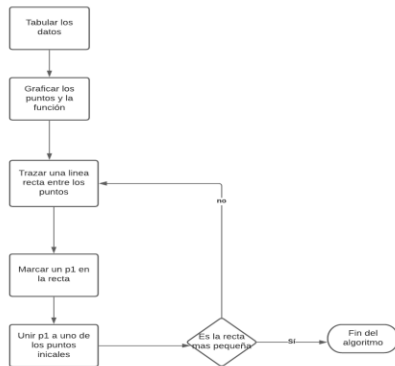 Tabular los
datos
Graficar los
puntos y la
función
Trazar una linea
recta entre los
puntos
no
Marcar un p1 en
la recta
Unir p1 a uno de
los puntos
inicales
Es la recta
mas pequeña
sí
Fin del
algoritmo